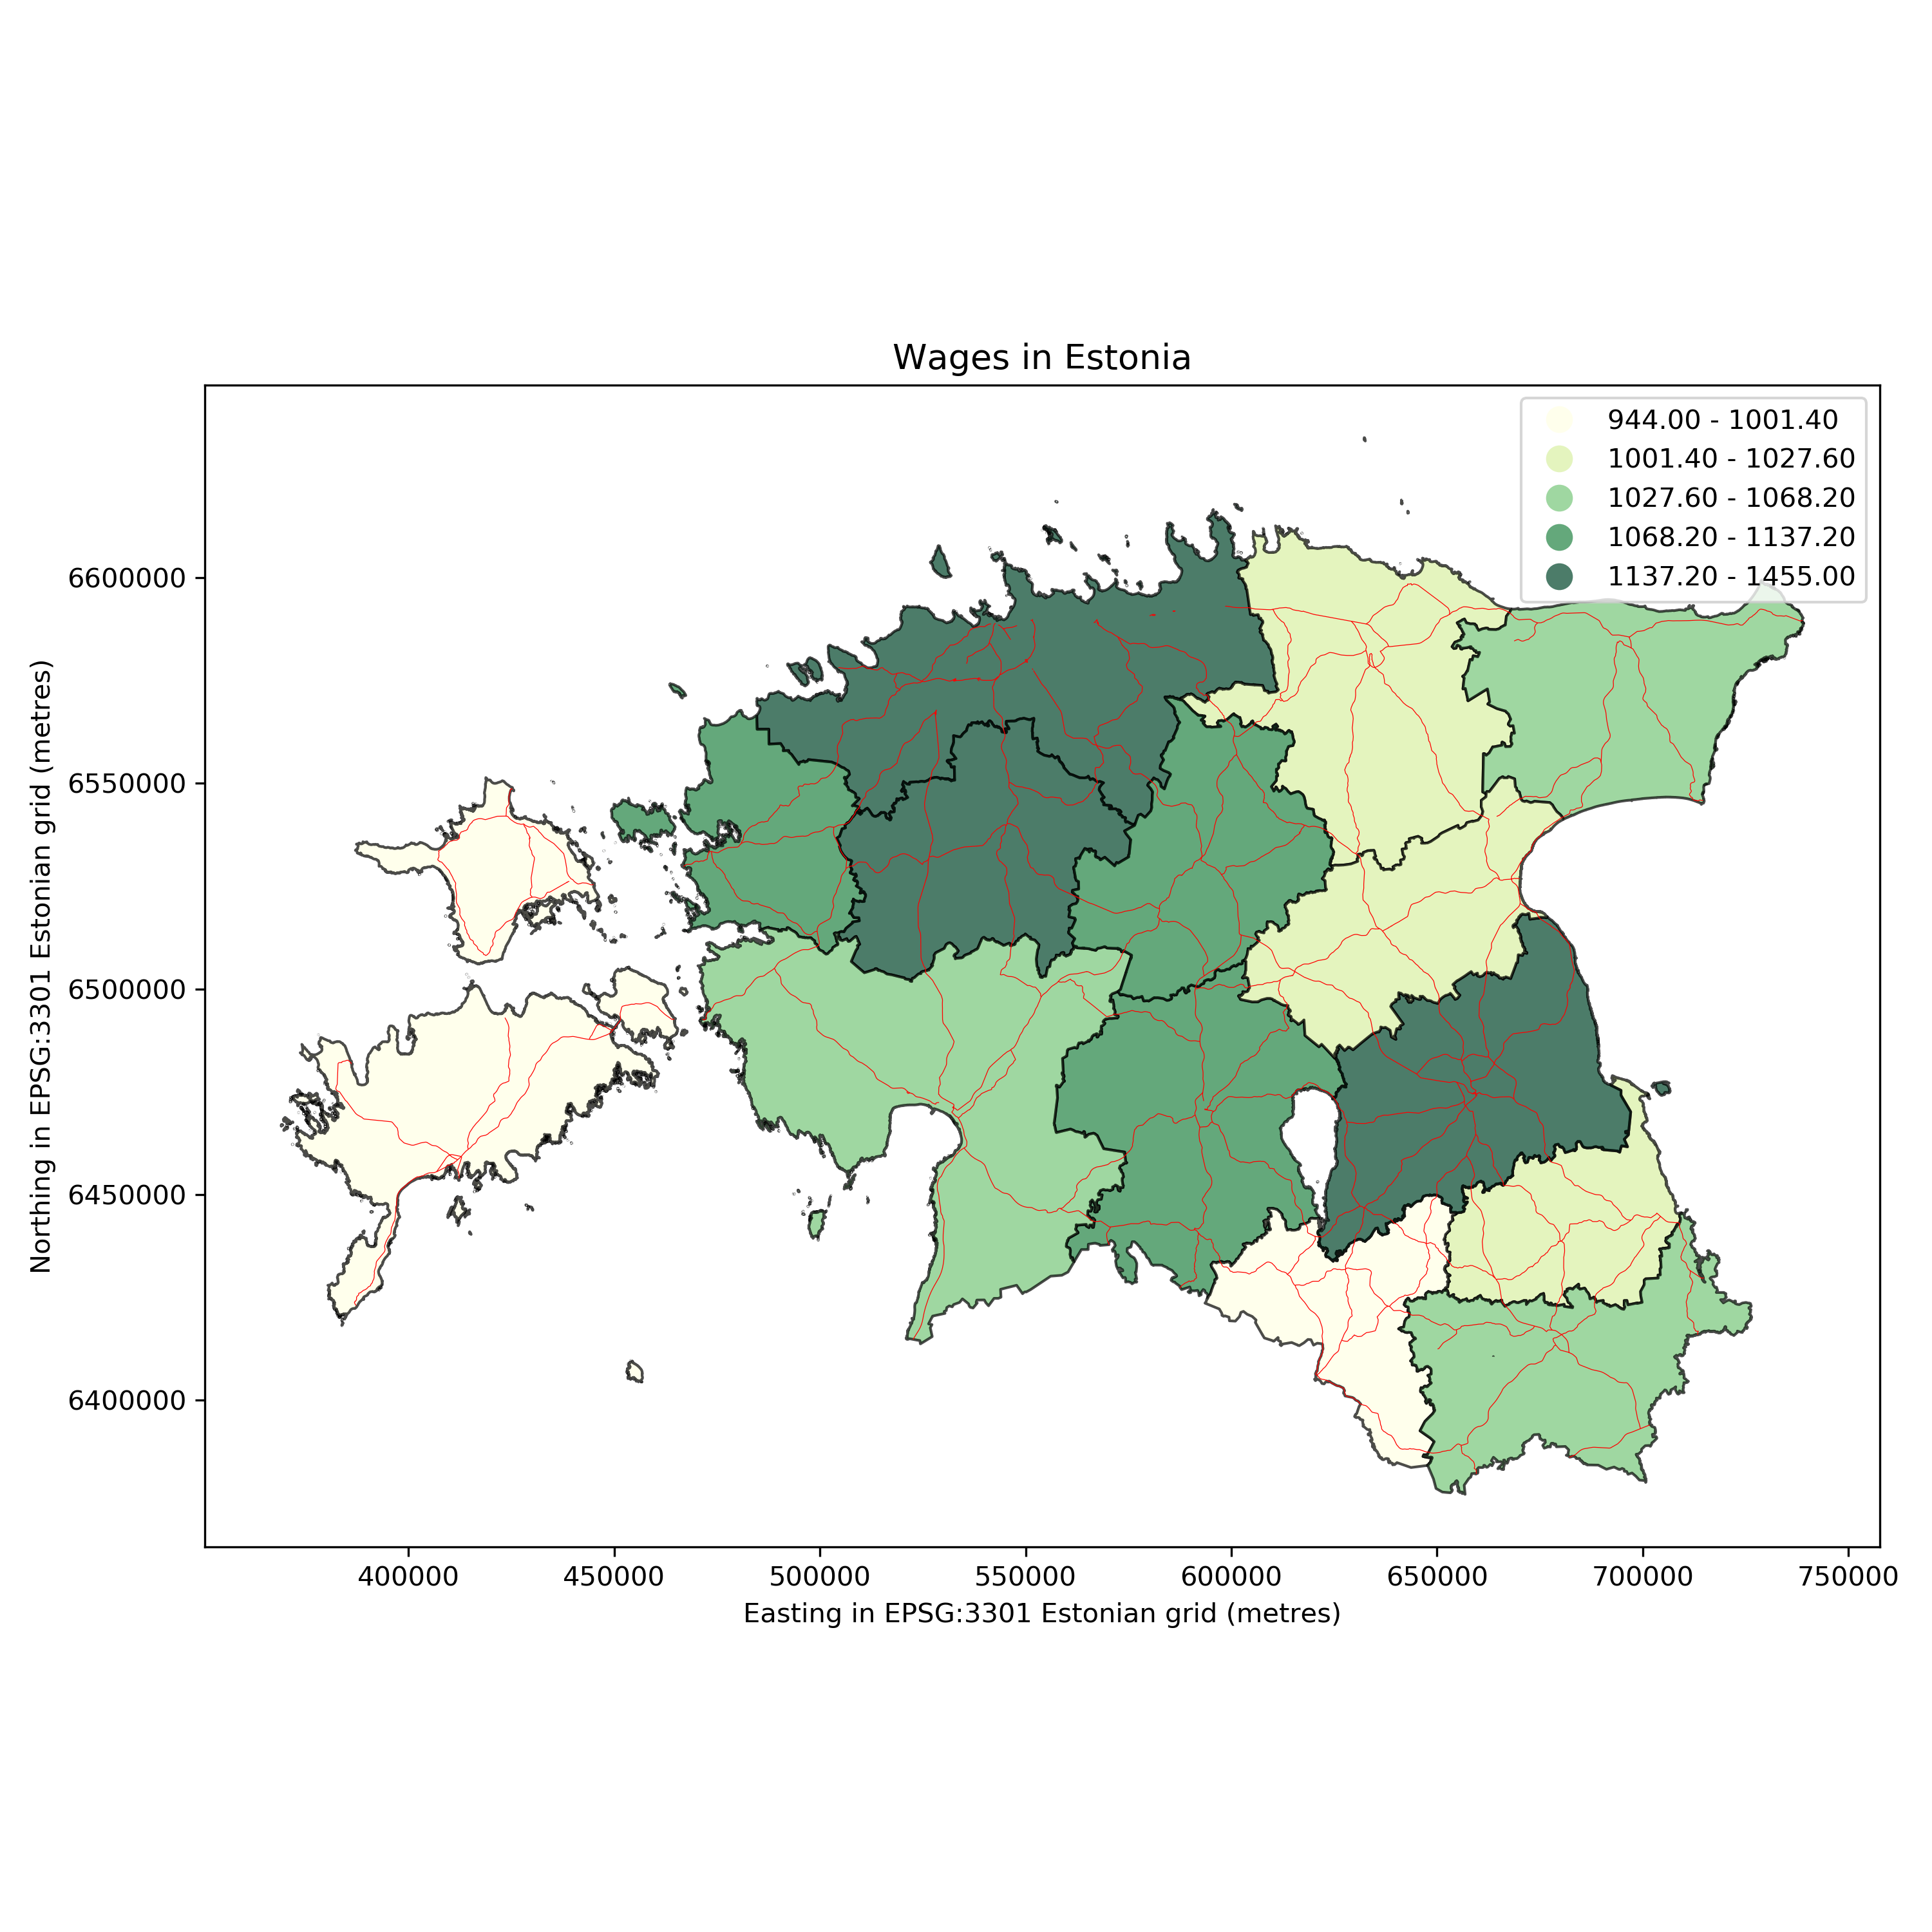 Wages in Estonia
944.00 - 1001.40
1001.40 - 1027.60
1027.60 - 1068.20
1068.20 - 1137.20
1137.20 - 1455.00
Northing in EPSG:3301 Estonian grid (metres)
6600000
6550000
6500000
6450000
6400000
400000 450000 500000 550000 600000 650000 700000 750000
Easting in EPSG:3301 Estonian grid (metres)